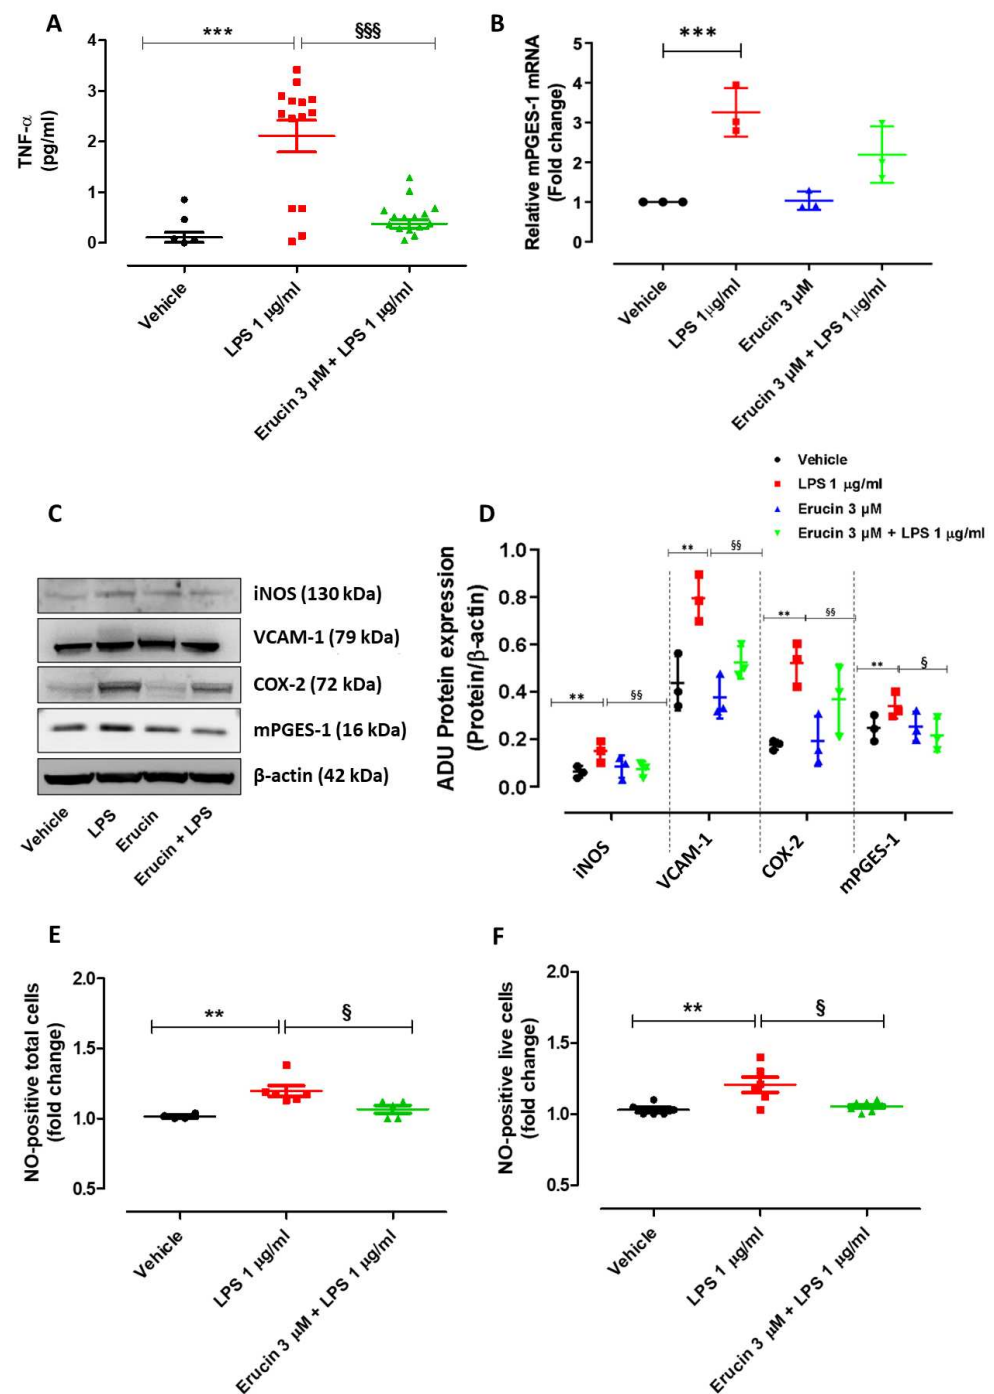 A
***
§§§
4
3
2
1
0
TNF-α
(pg/ml)
Vehicle
LPS 1 µg/ml
Erucin 3 µM + LPS 1 µg/ml
B
***
5
4
3
2
1
0
Relative mPGES-1 mRNA
(Fold change)
Vehicle
LPS 1µg/ml
Erucin 3 µM
Erucin 3 µM + LPS 1µg/ml
C
iNOS (130 kDa)
VCAM-1 (79 kDa)
COX-2 (72 kDa)
mPGES-1 (16 kDa)
β-actin (42 kDa)
Vehicle
LPS
Erucin
Erucin + LPS
D
Vehicle
LPS 1 µg/ml
Erucin 3 µM
Erucin 3 µM + LPS 1 µg/ml
1.0
0.8
0.6
0.4
0.2
0.0
ADU Protein expression
(Protein/β-actin)
** §§
** §§
** §§
** §
iNOS
VCAM-1
COX-2
mPGES-1
E
2.0
1.5
1.0
0.5
NO-positive total cells
(fold change)
** §
Vehicle
LPS 1 µg/ml
Erucin 3 µM + LPS 1 µg/ml
F
2.0
1.5
1.0
0.5
NO-positive live cells
(fold change)
** §
Vehicle
LPS 1 µg/ml
Erucin 3 µM + LPS 1 µg/ml